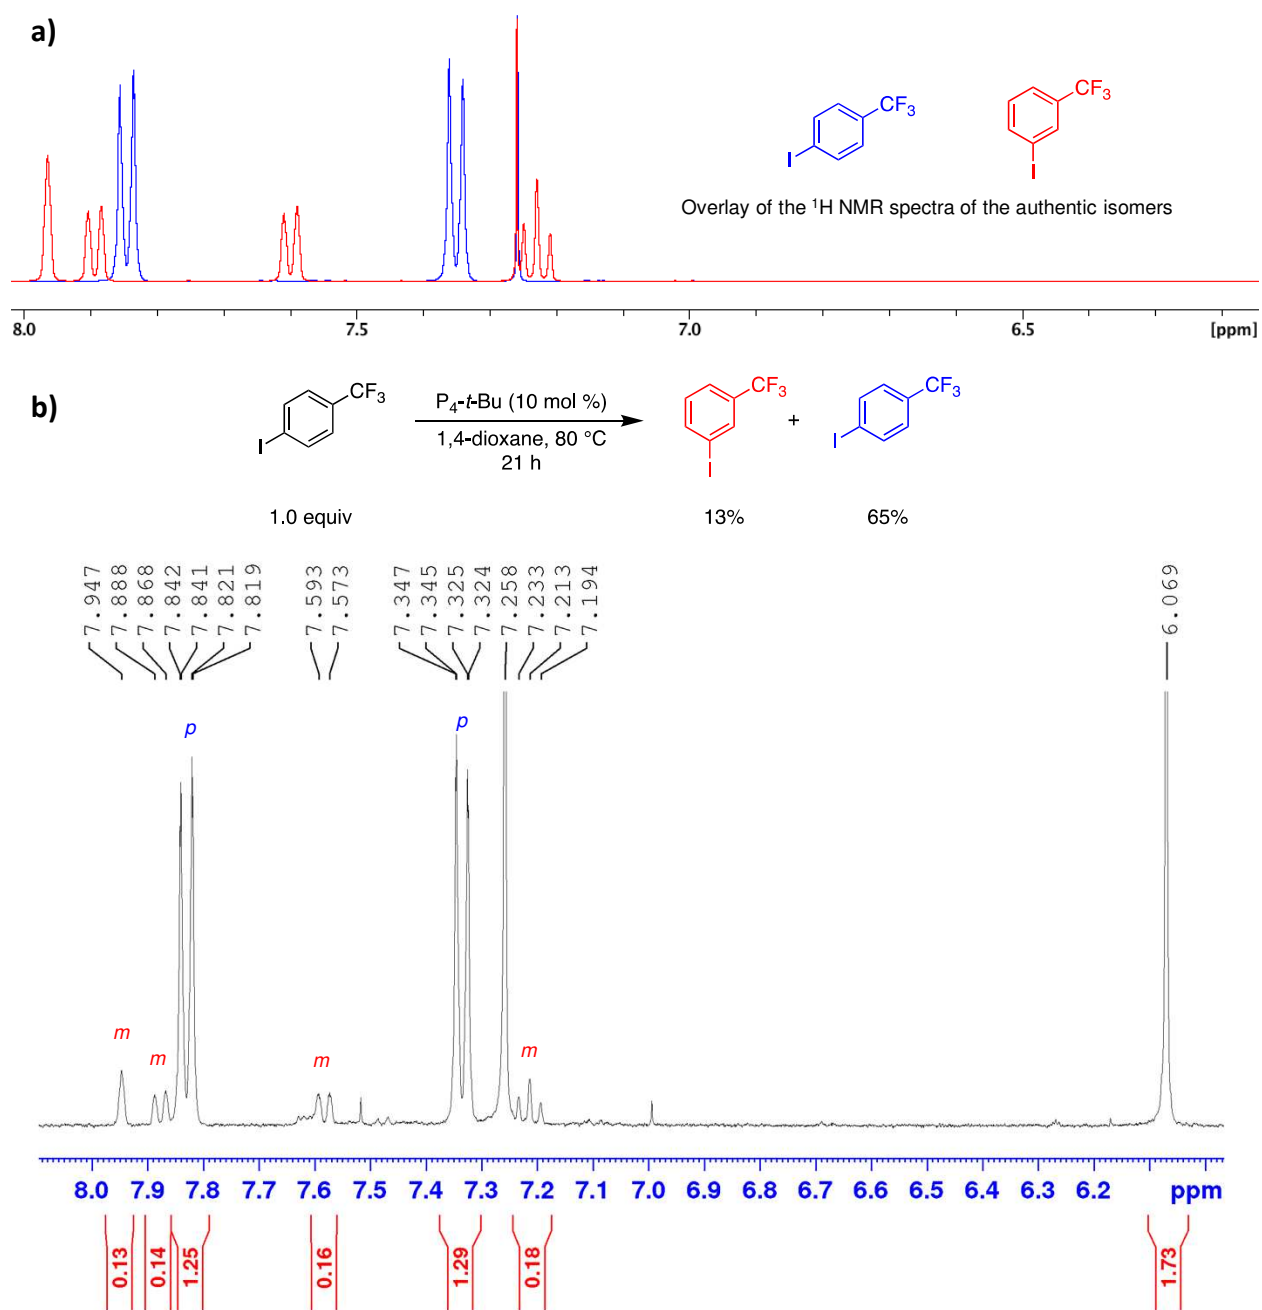 a)
CF3
CF3
I
I
Overlay of the 1H NMR spectra of the authentic isomers
8.0 7.5 7.0 6.5 [ppm]
b)
CF3
I
P4-t-Bu (10 mol %)
1,4-dioxane, 80 °C
21 h
CF3
I
+
CF3
I
1.0 equiv 13% 65%
7.947
7.888
7.868
7.842
7.841
7.821
7.819
7.593
7.573
7.347
7.345
7.325
7.324
7.258
7.233
7.213
7.194
6.069
p p
m m m m
8.0 7.9 7.8 7.7 7.6 7.5 7.4 7.3 7.2 7.1 7.0 6.9 6.8 6.7 6.6 6.5 6.4 6.3 6.2 ppm
0.13
0.14
1.25
0.16
1.29
0.18
1.73